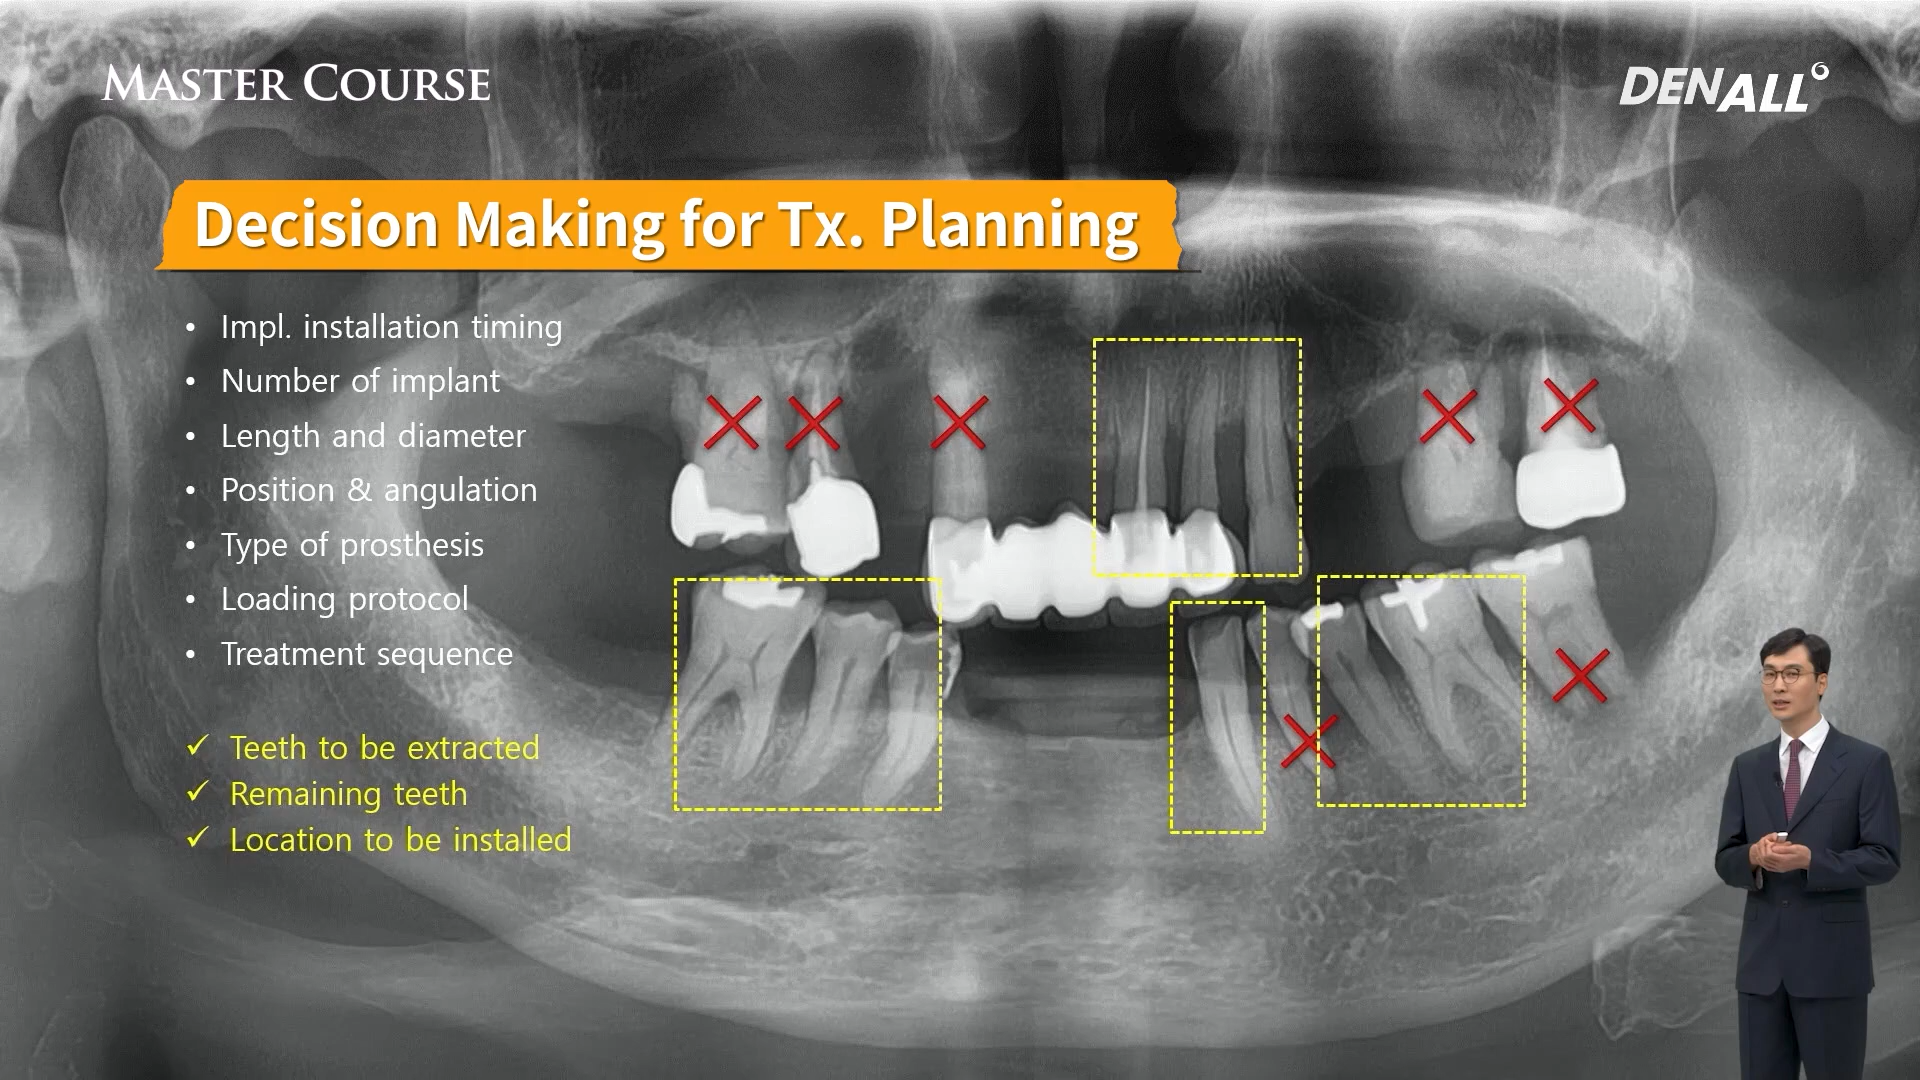 MASTER COURSE
DENALL
Decision Making for Tx. Planning
• Impl. installation timing
• Number of implant
• Length and diameter
• Position & angulation
• Type of prosthesis
• Loading protocol
• Treatment sequence
✓ Teeth to be extracted
✓ Remaining teeth
✓ Location to be installed